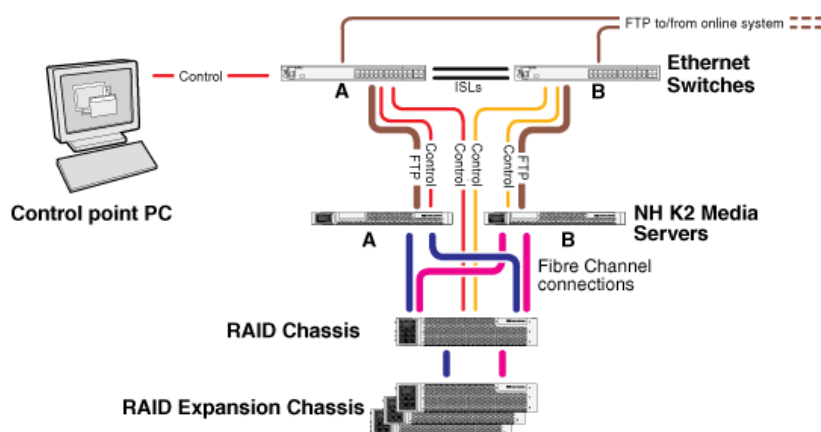 FTP to/from online system
Control
ISLs
Ethernet
Switches
A
B
FTP
Control
Control
Control
Control
FTP
Control point PC
A
B
NH K2 Media
Servers
Fibre Channel
connections
RAID Chassis
RAID Expansion Chassis